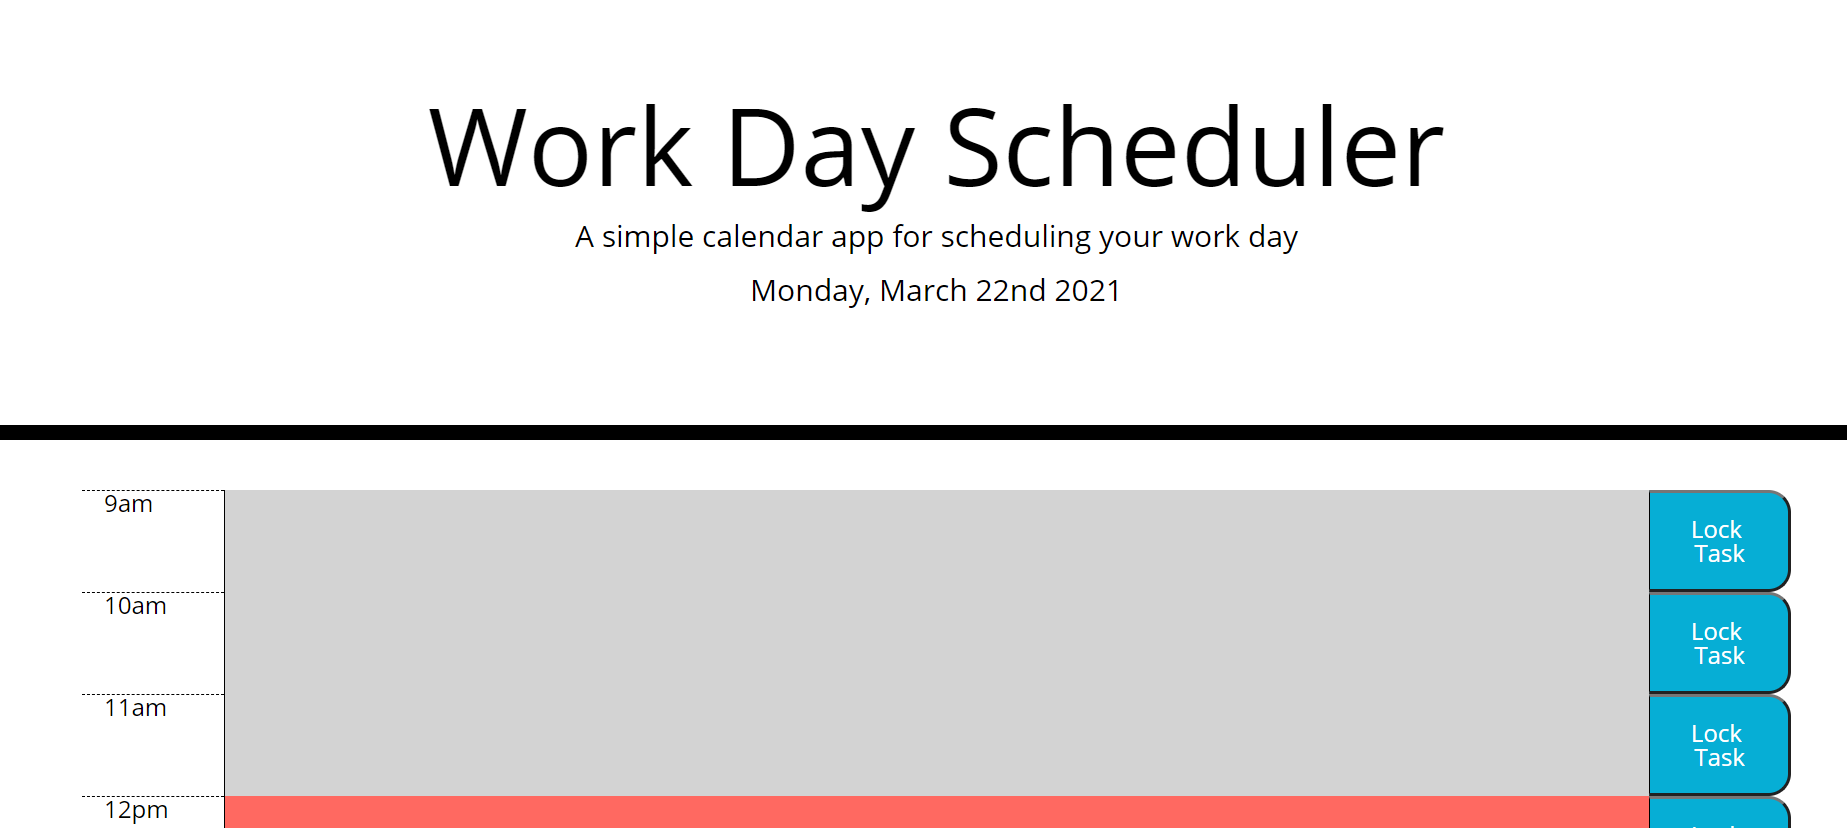 Work Day Scheduler
A simple calendar app for scheduling your work day
Monday, March 22nd 2021
9am
Lock
Task
10am
Lock
Task
11am
Lock
Task
12pm